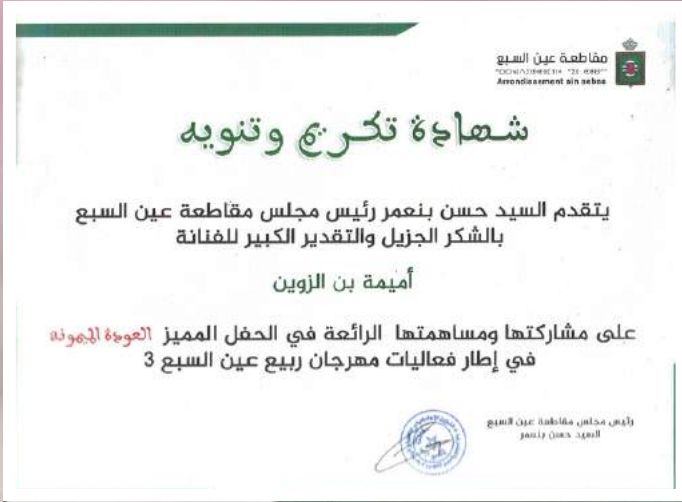 مقاطعة عين السبع
Arrondissement ain sebaa
شهادة تكريم وتنويه
يتقدم السيد حسن بنعمر رئيس مجلس مقاطعة عين السبع
بالشكر الجزيل والتقدير الكبير للفنانة
أميمة بن الزوين
على مشاركتها ومساهمتها الرائعة في الحفل المميز العودة الميمونة
في إطار فعاليات مهرجان ربيع عين السبع 3
رئيس مجلس مقاطعة عين السبع
السيد حسن بنعمر